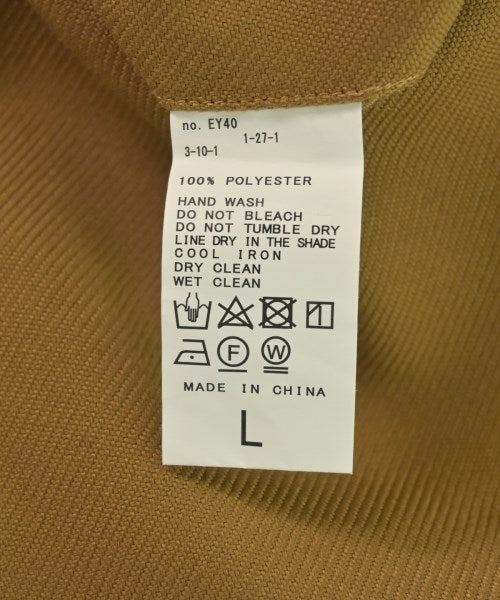 no. EY40
1-27-1
3-10-1
100% POLYESTER
HAND WASH
DO NOT BLEACH
DO NOT TUMBLE DRY
LINE DRY IN THE SHADE
COOL IRON
DRY CLEAN
WET CLEAN
F W
MADE IN CHINA
L